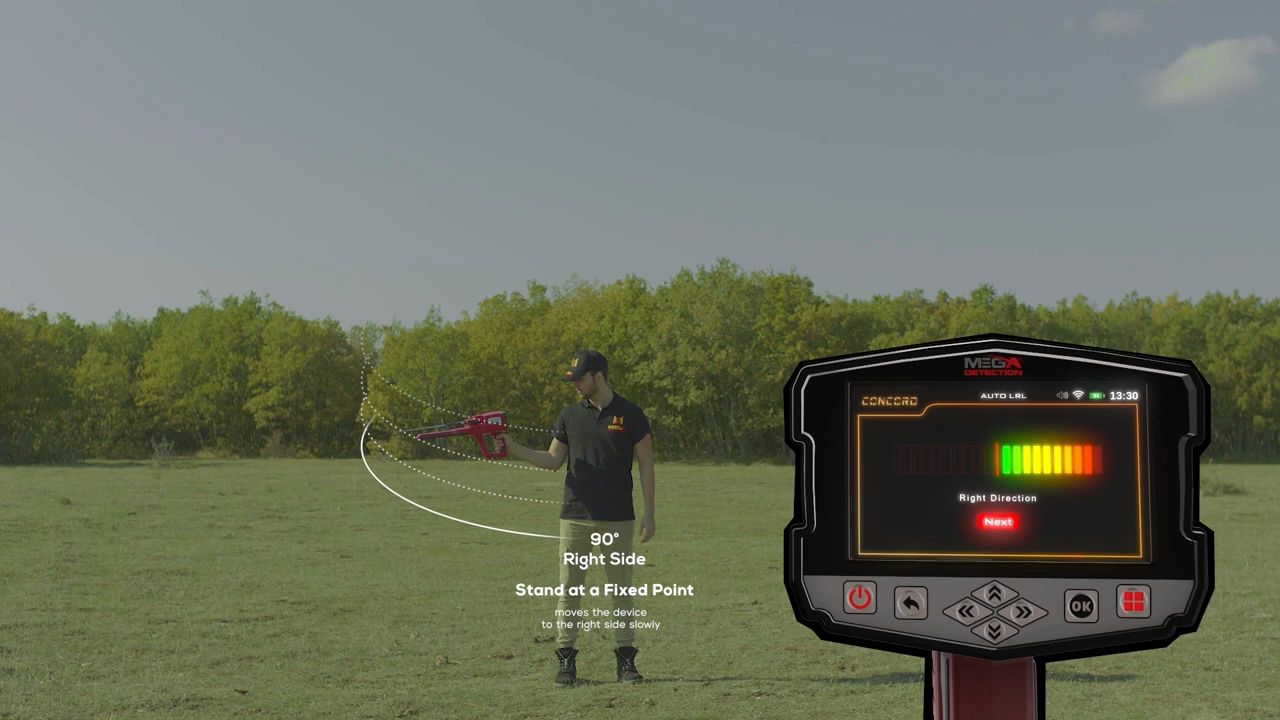 90°
Right Side
Stand at a Fixed Point
moves the device
to the right side slowly
MEGA
DETECTION
CONCORD
AUTO LRL
13:30
Right Direction
Next
OK